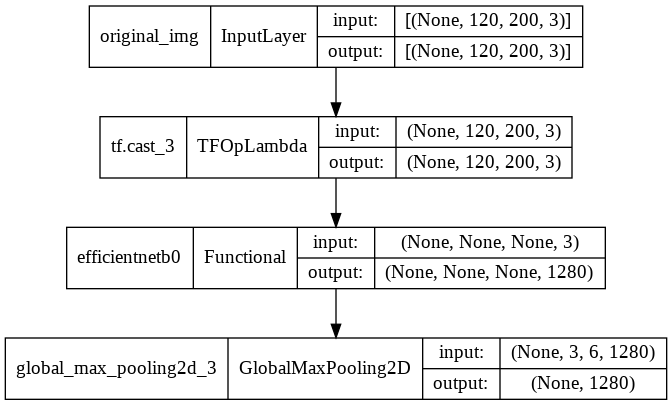 original_img InputLayer input: [(None, 120, 200, 3)]
output: [(None, 120, 200, 3)]
tf.cast_3 TFOpLambda input: (None, 120, 200, 3)
output: (None, 120, 200, 3)
efficientnetb0 Functional input: (None, None, None, 3)
output: (None, None, None, 1280)
global_max_pooling2d_3 GlobalMaxPooling2D input: (None, 3, 6, 1280)
output: (None, 1280)